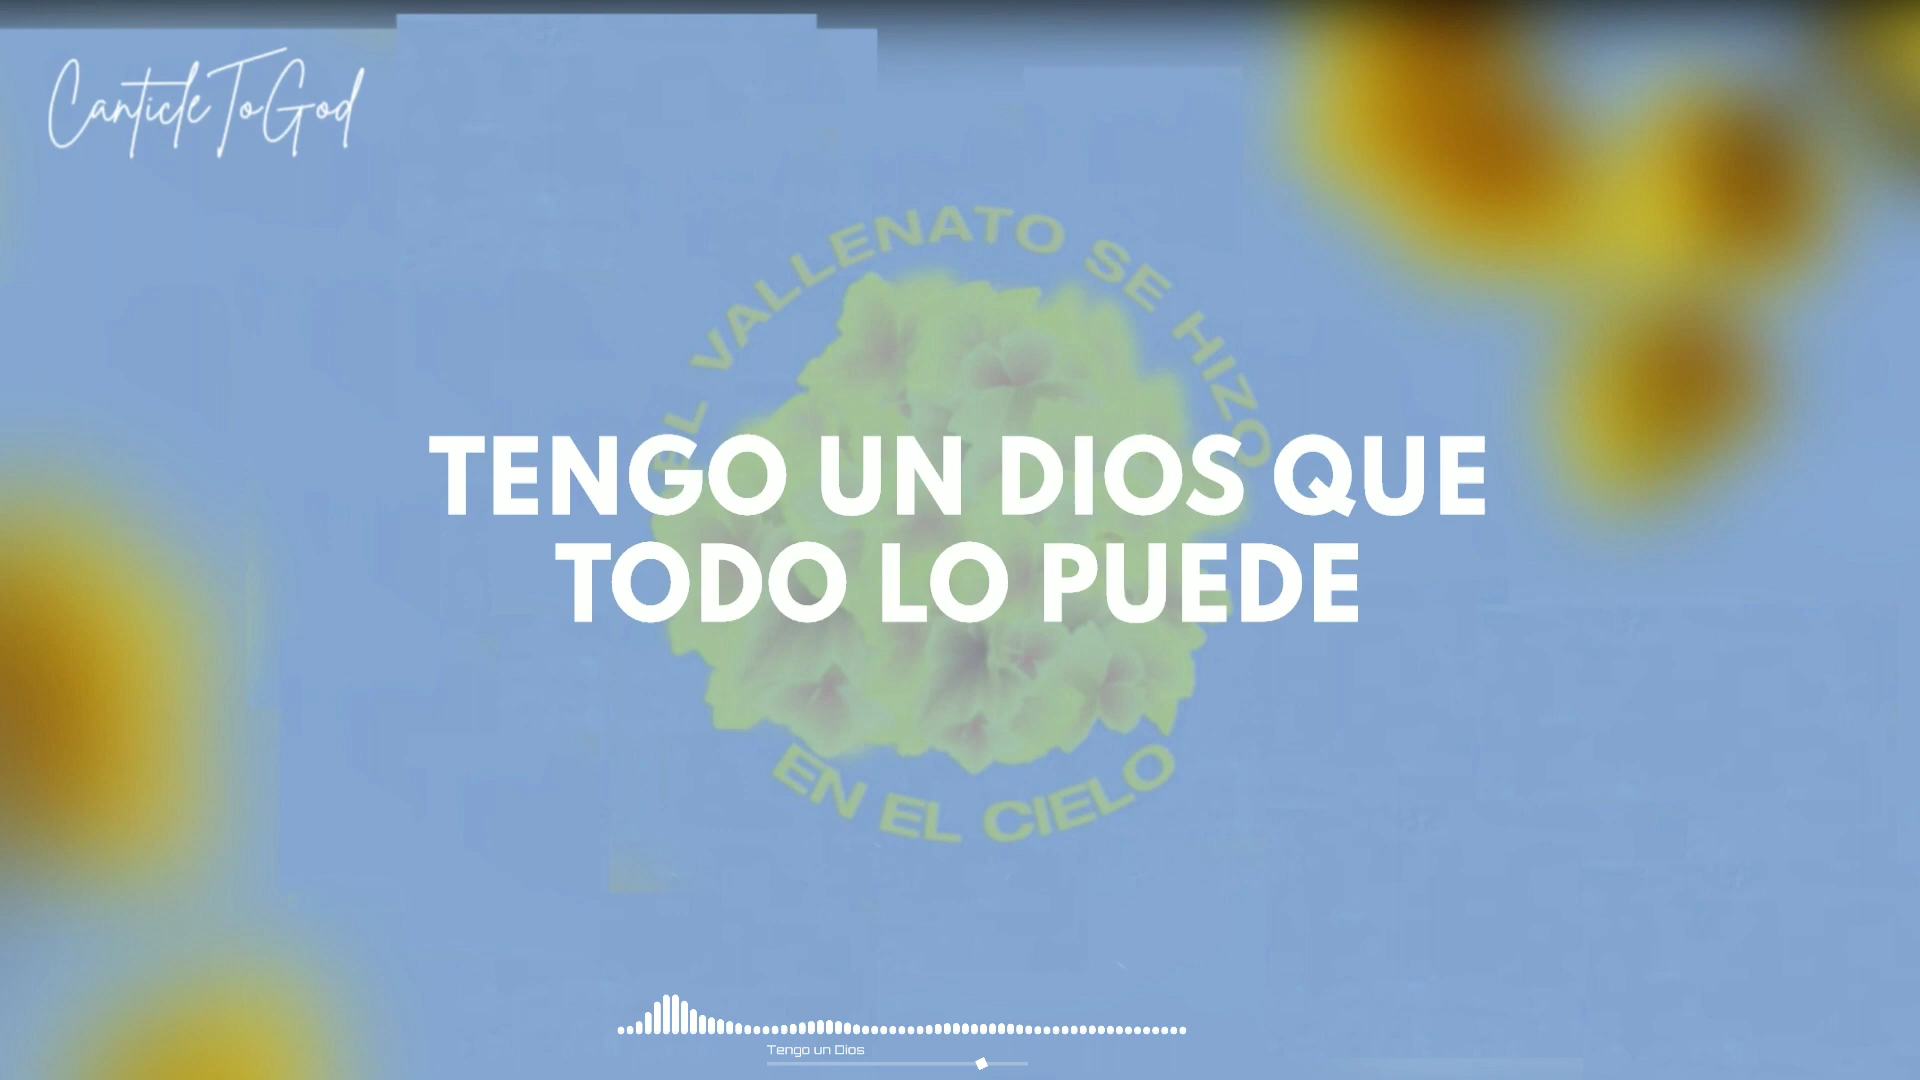 CanticleToGod
EL VALLENATO SE HIZO
TENGO UN DIOS QUE
TODO LO PUEDE
EN EL CIELO
Tengo un Dios